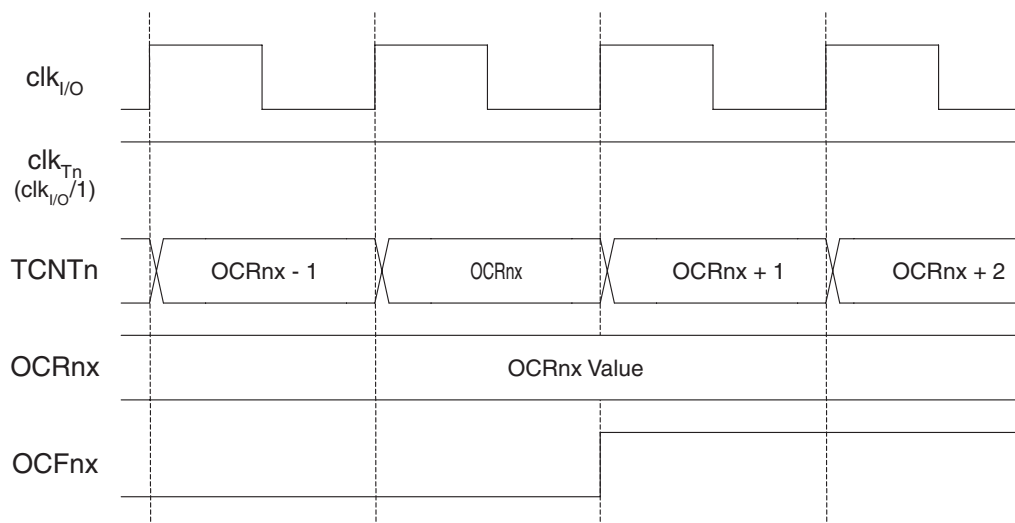 clkI/O
clkTn
(clkI/O/1)
TCNTn
OCRnx - 1
OCRnx
OCRnx + 1
OCRnx + 2
OCRnx
OCRnx Value
OCFnx